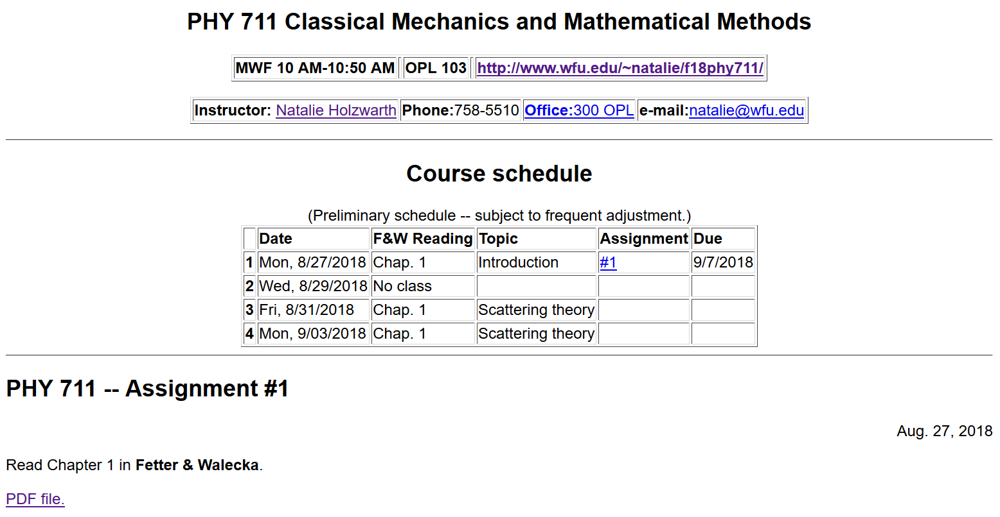 PHY 711 Classical Mechanics and Mathematical Methods
MWF 10 AM-10:50 AM OPL 103 http://www.wfu.edu/~natalie/f18phy711/
Instructor: Natalie Holzwarth Phone:758-5510 Office:300 OPL e-mail:natalie@wfu.edu
Course schedule
(Preliminary schedule -- subject to frequent adjustment.)
Date F&W Reading Topic Assignment Due
1 Mon, 8/27/2018 Chap. 1 Introduction #1 9/7/2018
2 Wed, 8/29/2018 No class
3 Fri, 8/31/2018 Chap. 1 Scattering theory
4 Mon, 9/03/2018 Chap. 1 Scattering theory
PHY 711 -- Assignment #1
Aug. 27, 2018
Read Chapter 1 in Fetter & Walecka.
PDF file.